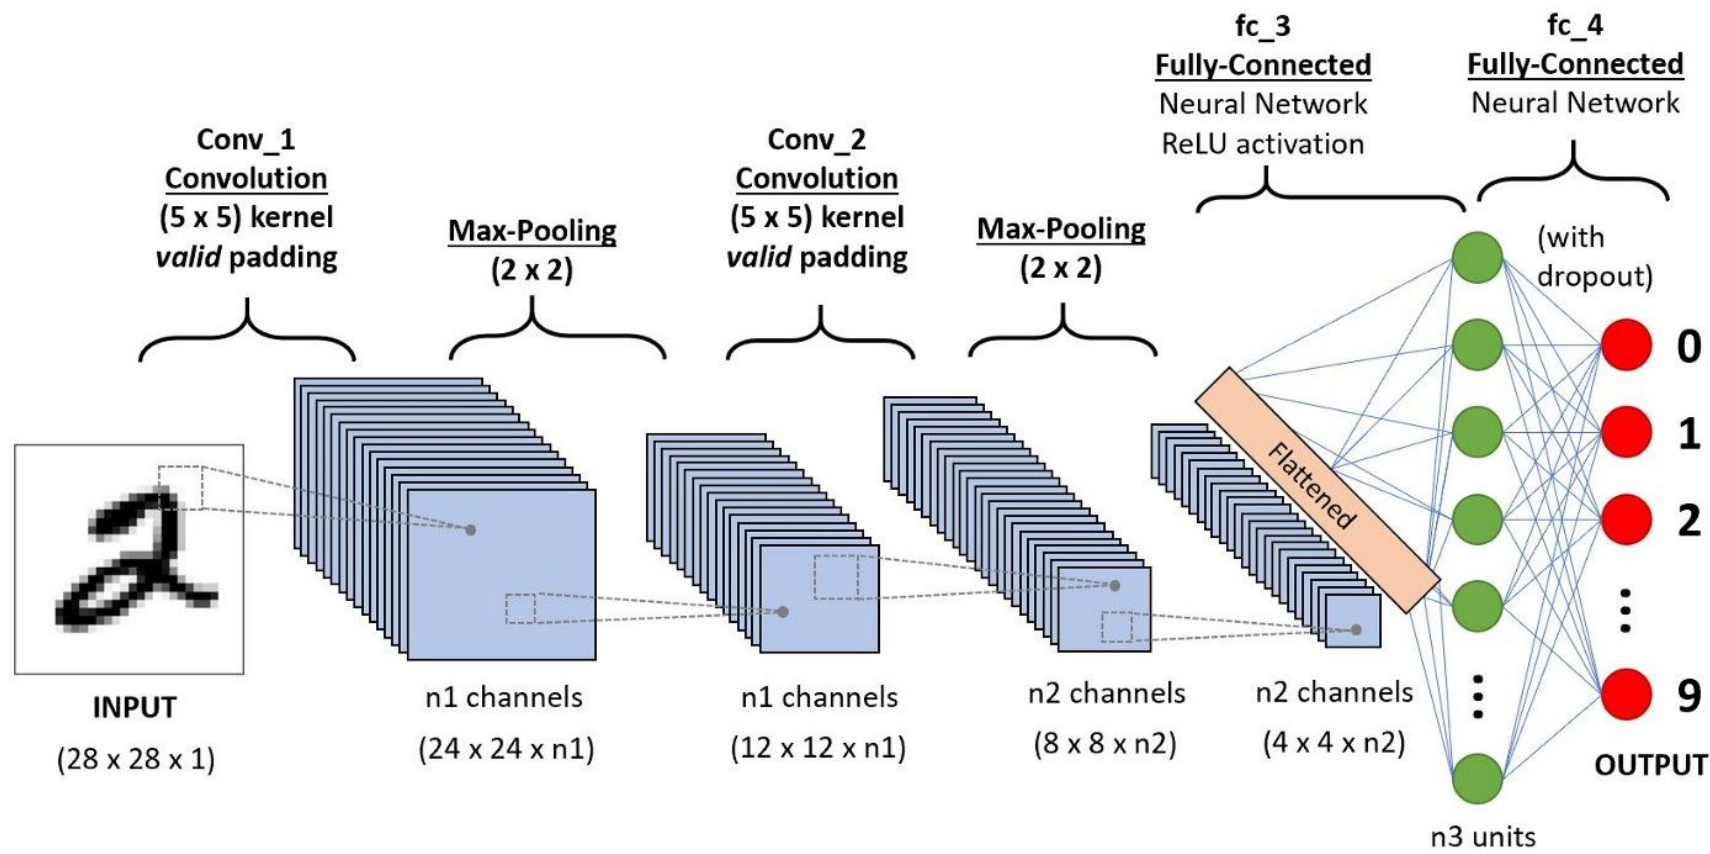 Conv_1
Convolution
(5 x 5) kernel
valid padding
Max-Pooling
(2 x 2)
Conv_2
Convolution
(5 x 5) kernel
valid padding
Max-Pooling
(2 x 2)
fc_3
Fully-Connected
Neural Network
ReLU activation
fc_4
Fully-Connected
Neural Network
(with
dropout)
Flattened
0
1
2
9
INPUT
(28 x 28 x 1)
n1 channels
(24 x 24 x n1)
n1 channels
(12 x 12 x n1)
n2 channels
(8 x 8 x n2)
n2 channels
(4 x 4 x n2)
OUTPUT
n3 units
2